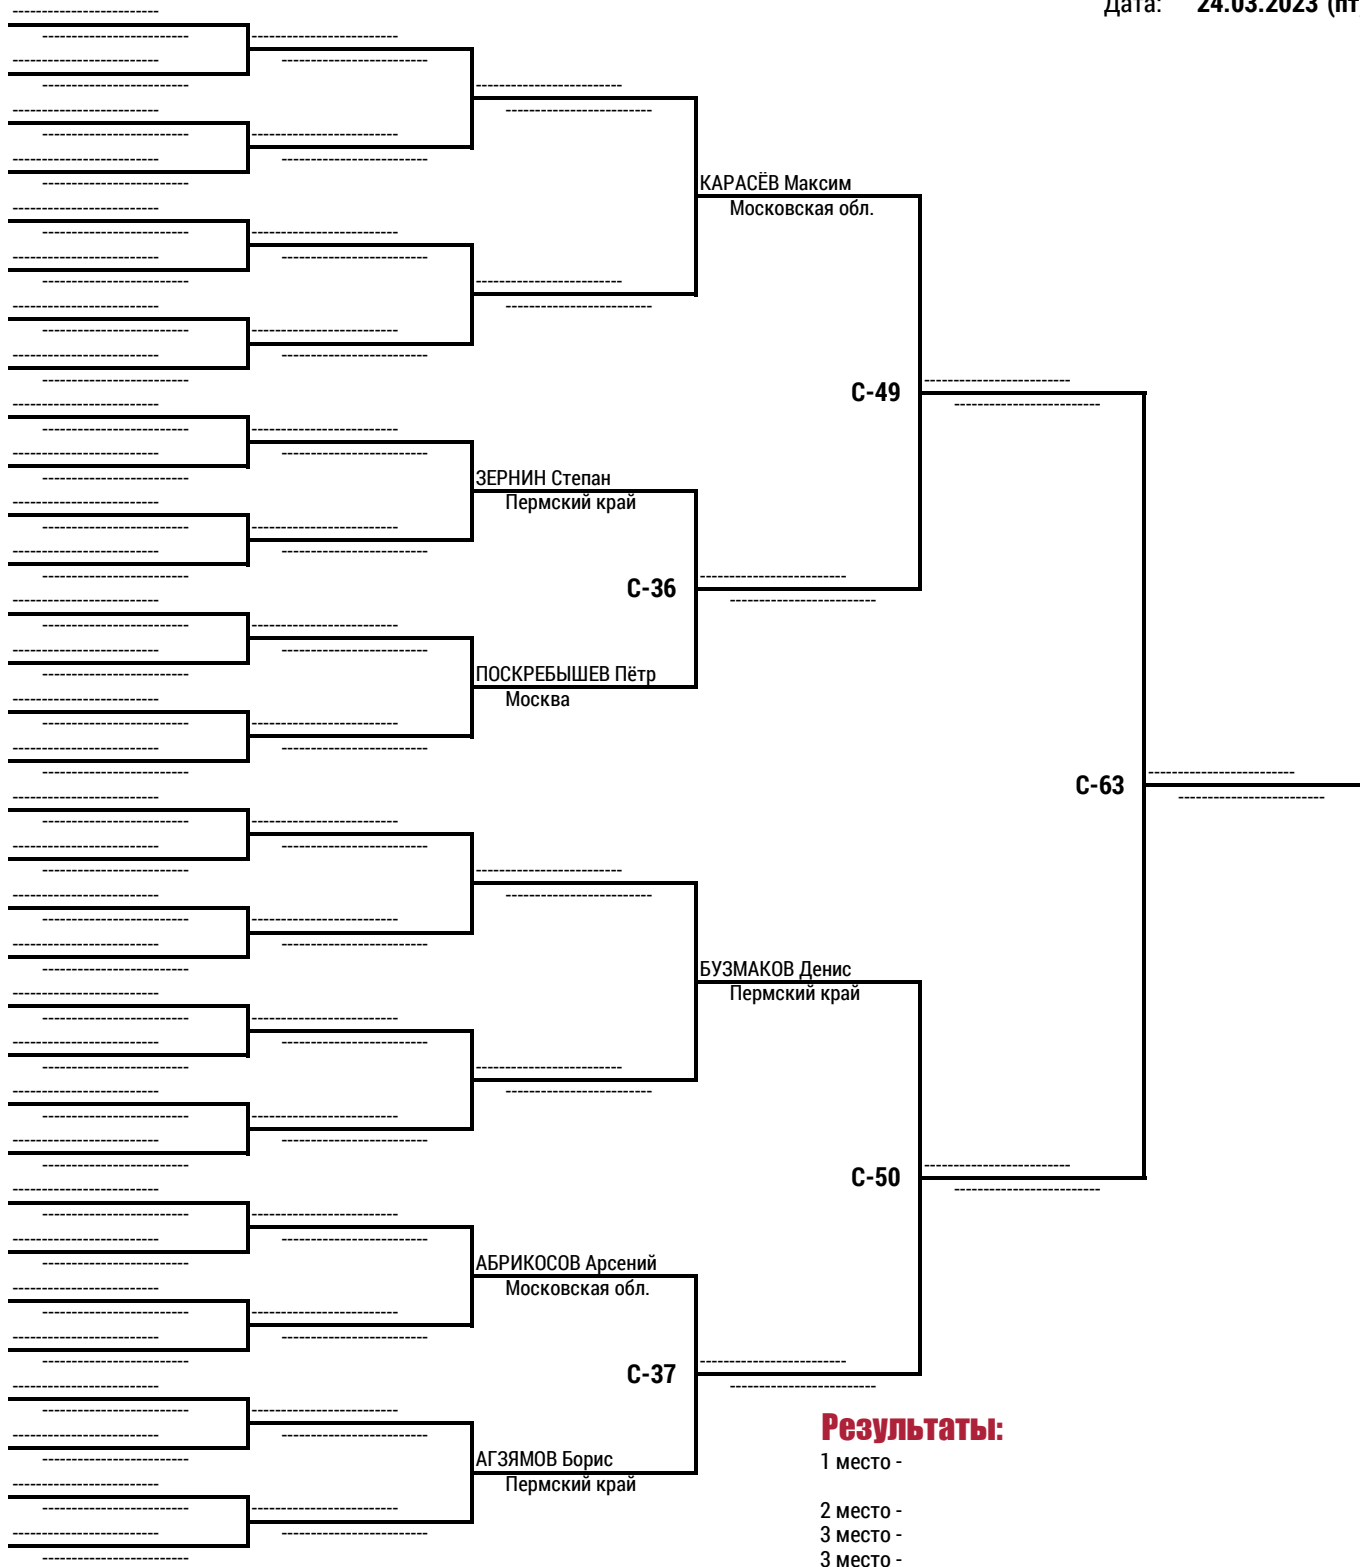 Дата: 24.03.2023 (пт)
КАРАСЁВ Максим
Московская обл.
С-49
ЗЕРНИН Степан
Пермский край
С-36
ПОСКРЕБЫШЕВ Пётр
Москва
С-63
БУЗМАКОВ Денис
Пермский край
С-50
АБРИКОСОВ Арсений
Московская обл.
С-37
АГЗЯМОВ Борис
Пермский край
Результаты:
1 место -
2 место -
3 место -
3 место -